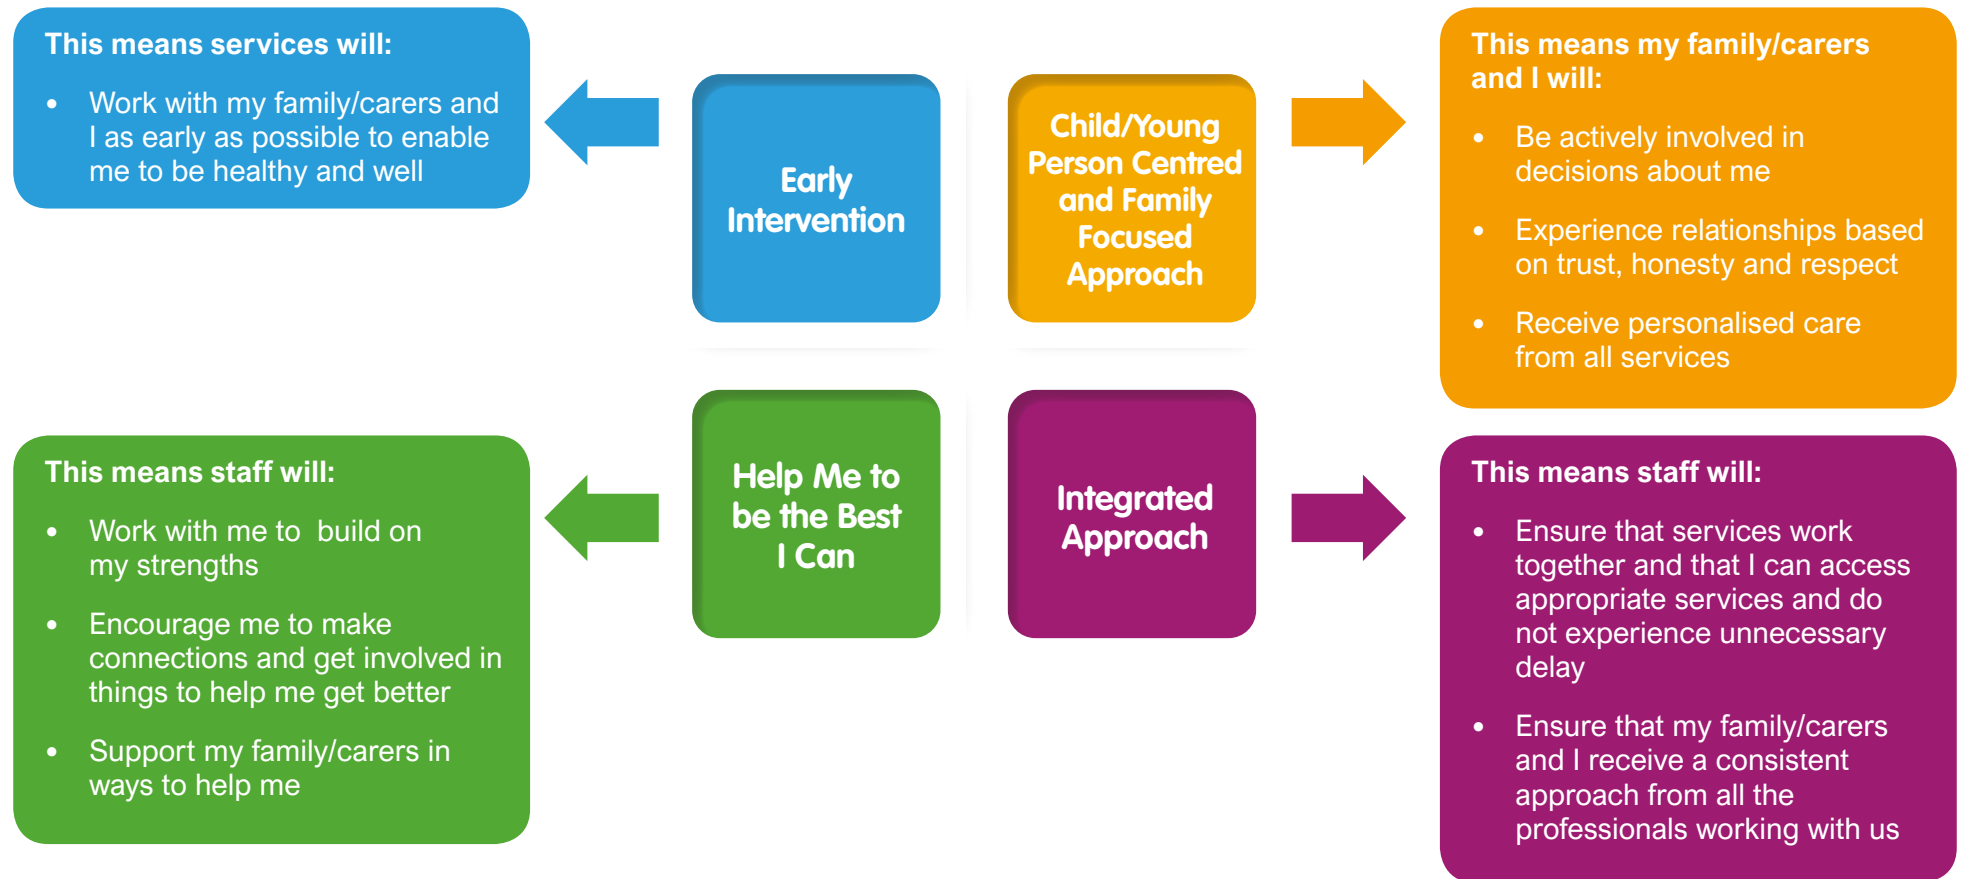 This means services will:
• Work with my family/carers and
I as early as possible to enable
me to be healthy and well
Early
Intervention
Child/Young
Person Centred
and Family
Focused
Approach
This means my family/carers
and I will:
• Be actively involved in
decisions about me
• Experience relationships based
on trust, honesty and respect
• Receive personalised care
from all services
This means staff will:
• Work with me to  build on
my strengths
• Encourage me to make
connections and get involved in
things to help me get better
• Support my family/carers in
ways to help me
Help Me to
be the Best
I Can
Integrated
Approach
This means staff will:
• Ensure that services work
together and that I can access
appropriate services and do
not experience unnecessary
delay
• Ensure that my family/carers
and I receive a consistent
approach from all the
professionals working with us